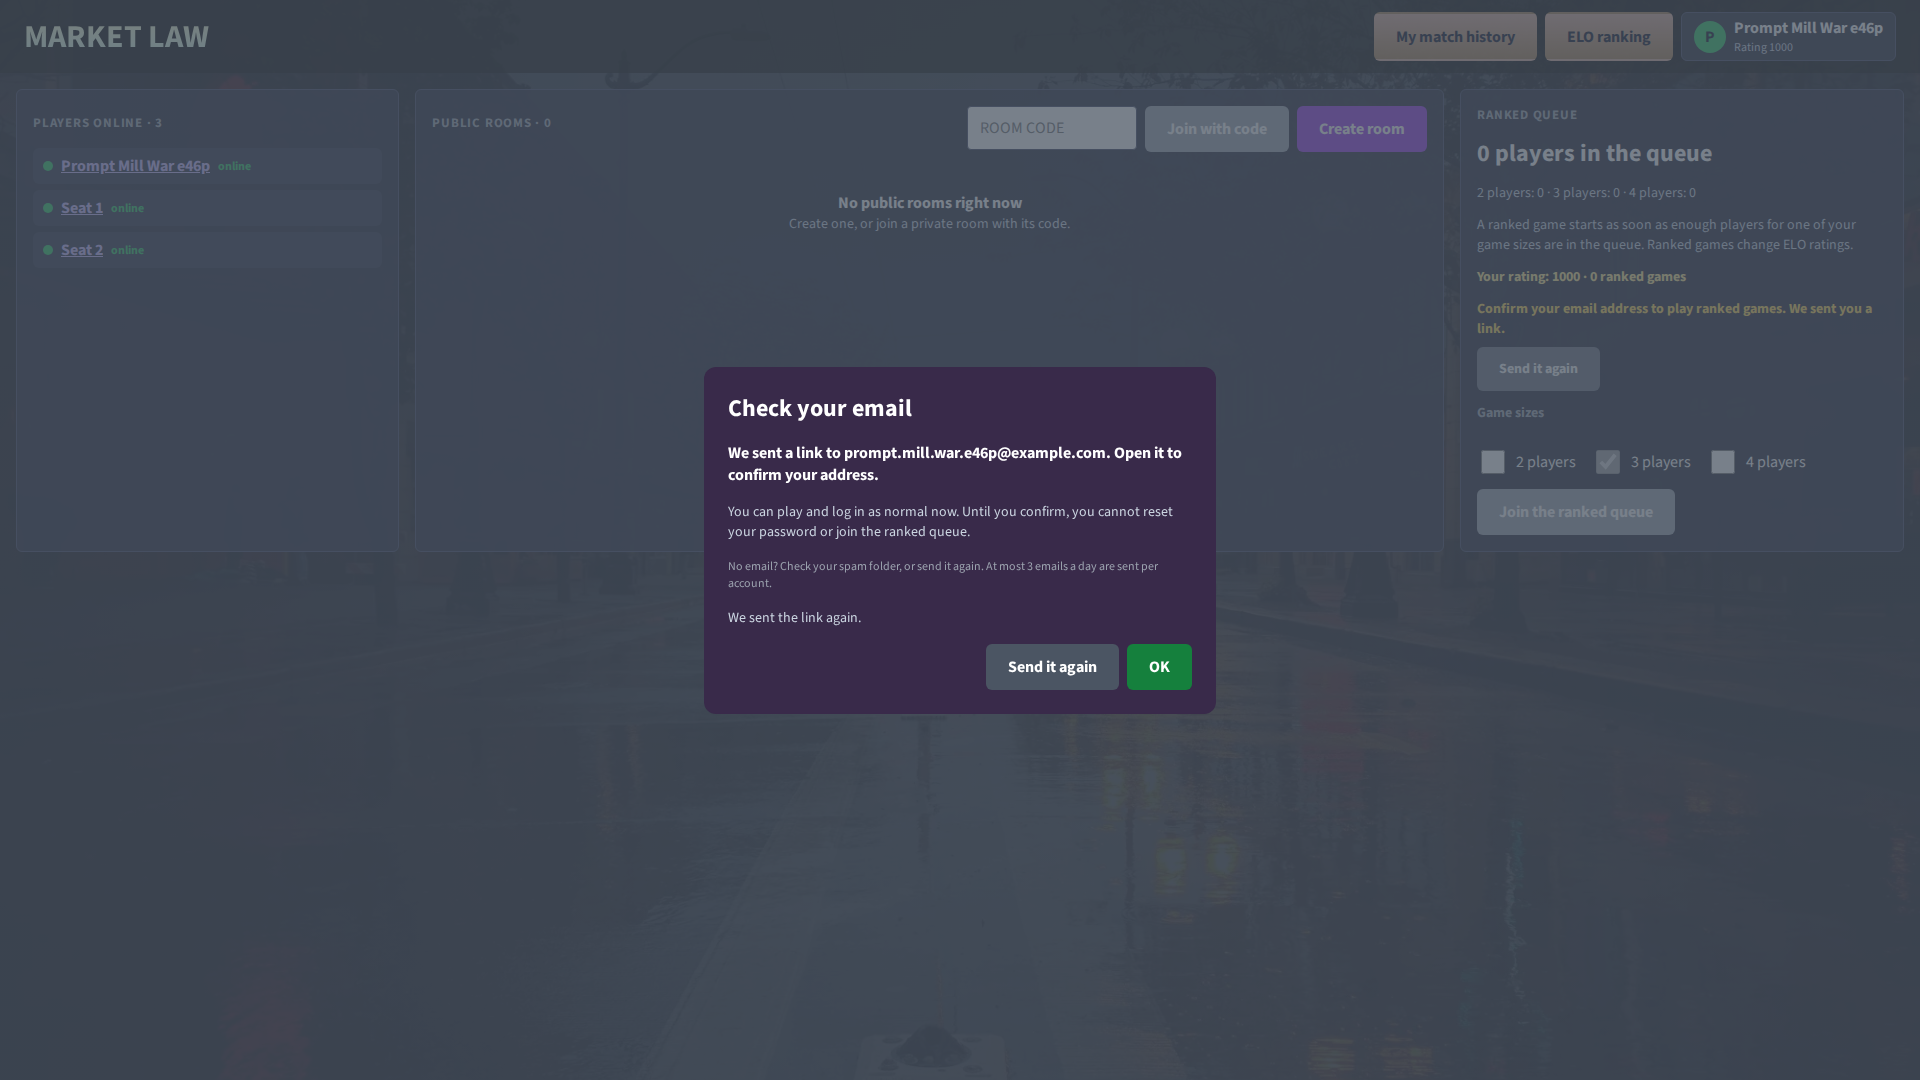 MARKET LAW
My match history
ELO ranking
P
Prompt Mill War e46p
Rating 1000
PLAYERS ONLINE · 3
Prompt Mill War e46p online
Seat 1 online
Seat 2 online
PUBLIC ROOMS · 0
ROOM CODE
Join with code
Create room
No public rooms right now
Create one, or join a private room with its code.
RANKED QUEUE
0 players in the queue
2 players: 0 · 3 players: 0 · 4 players: 0
A ranked game starts as soon as enough players for one of your
game sizes are in the queue. Ranked games change ELO ratings.
Your rating: 1000 · 0 ranked games
Confirm your email address to play ranked games. We sent you a
link.
Send it again
Game sizes
2 players
3 players
4 players
Join the ranked queue
Check your email
We sent a link to prompt.mill.war.e46p@example.com. Open it to
confirm your address.
You can play and log in as normal now. Until you confirm, you cannot reset
your password or join the ranked queue.
No email? Check your spam folder, or send it again. At most 3 emails a day are sent per
account.
We sent the link again.
Send it again
OK